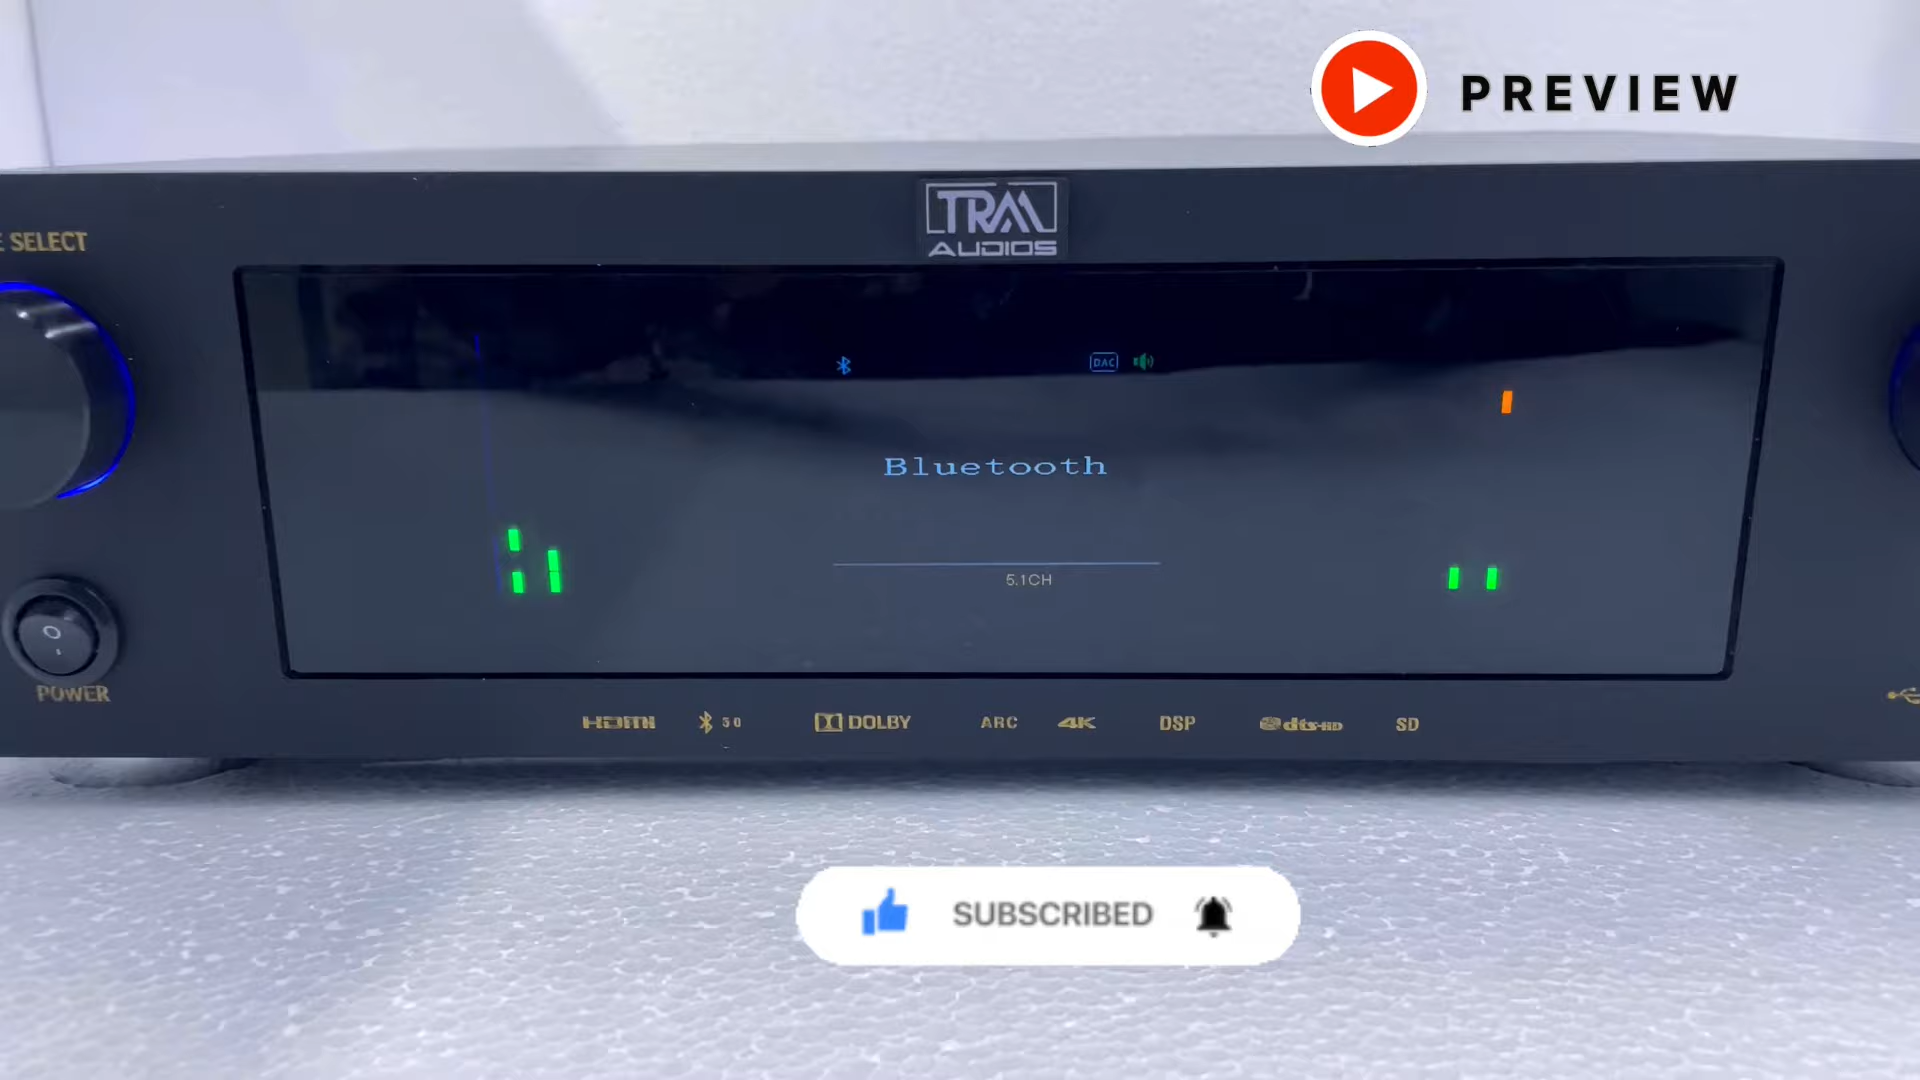 PREVIEW
TRM
AUDIOS
E SELECT
DAC
Bluetooth
5.1CH
POWER
HDMI
5 0
DOLBY
ARC
4K
DSP
dts-HD
SD
SUBSCRIBED